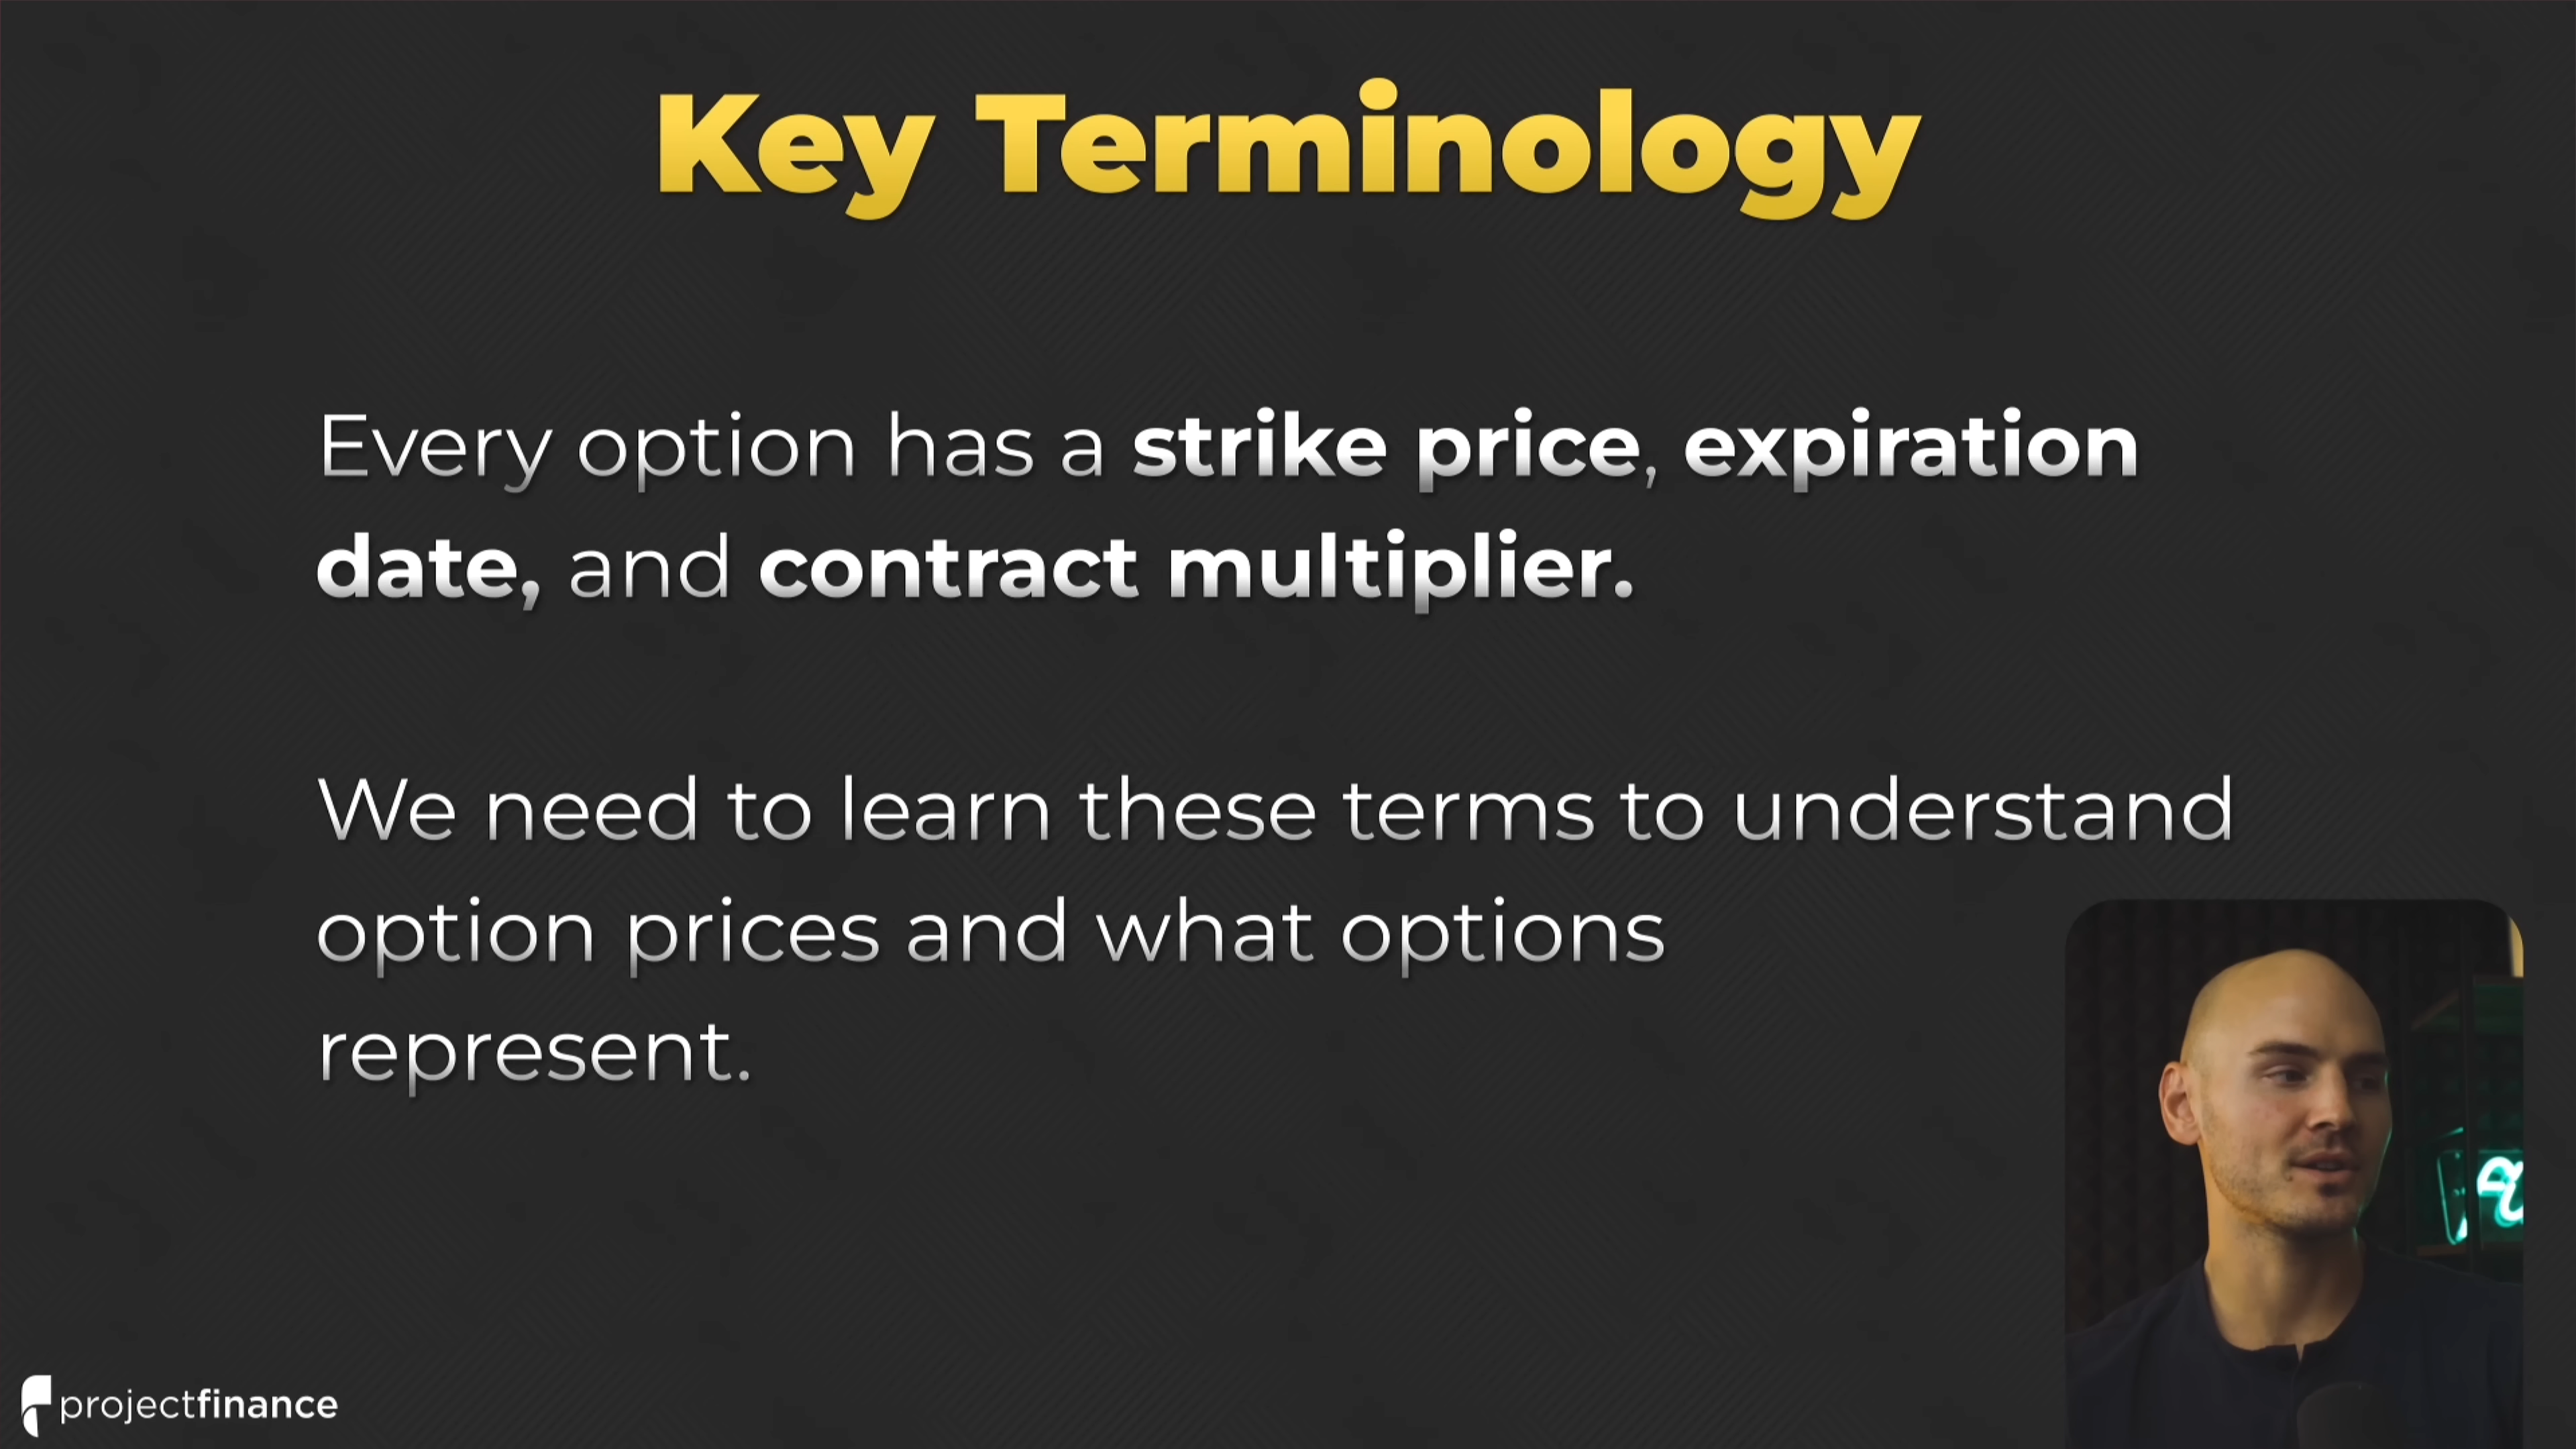 Key Terminology
Every option has a strike price, expiration
date, and contract multiplier.
We need to learn these terms to understand
option prices and what options
represent.
projectfinance